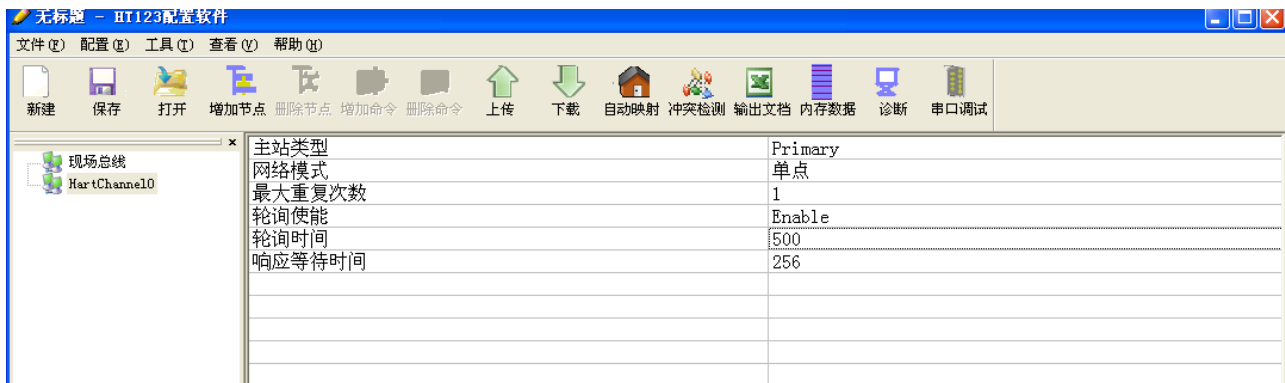 无标题 - HT123配置软件
文件(F) 配置(E) 工具(T) 查看(V) 帮助(H)
新建 保存 打开 增加节点 删除节点 增加命令 删除命令 上传 下载 自动映射 冲突检测 输出文档 内存数据 诊断 串口调试
现场总线
HartChannel0
主站类型 Primary
网络模式 单点
最大重复次数 1
轮询使能 Enable
轮询时间 500
响应等待时间 256